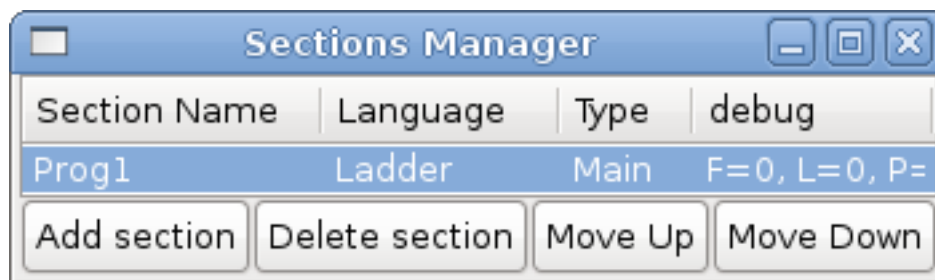 Sections Manager
Section Name Language Type debug
Prog1 Ladder Main F=0, L=0, P=
Add section Delete section Move Up Move Down